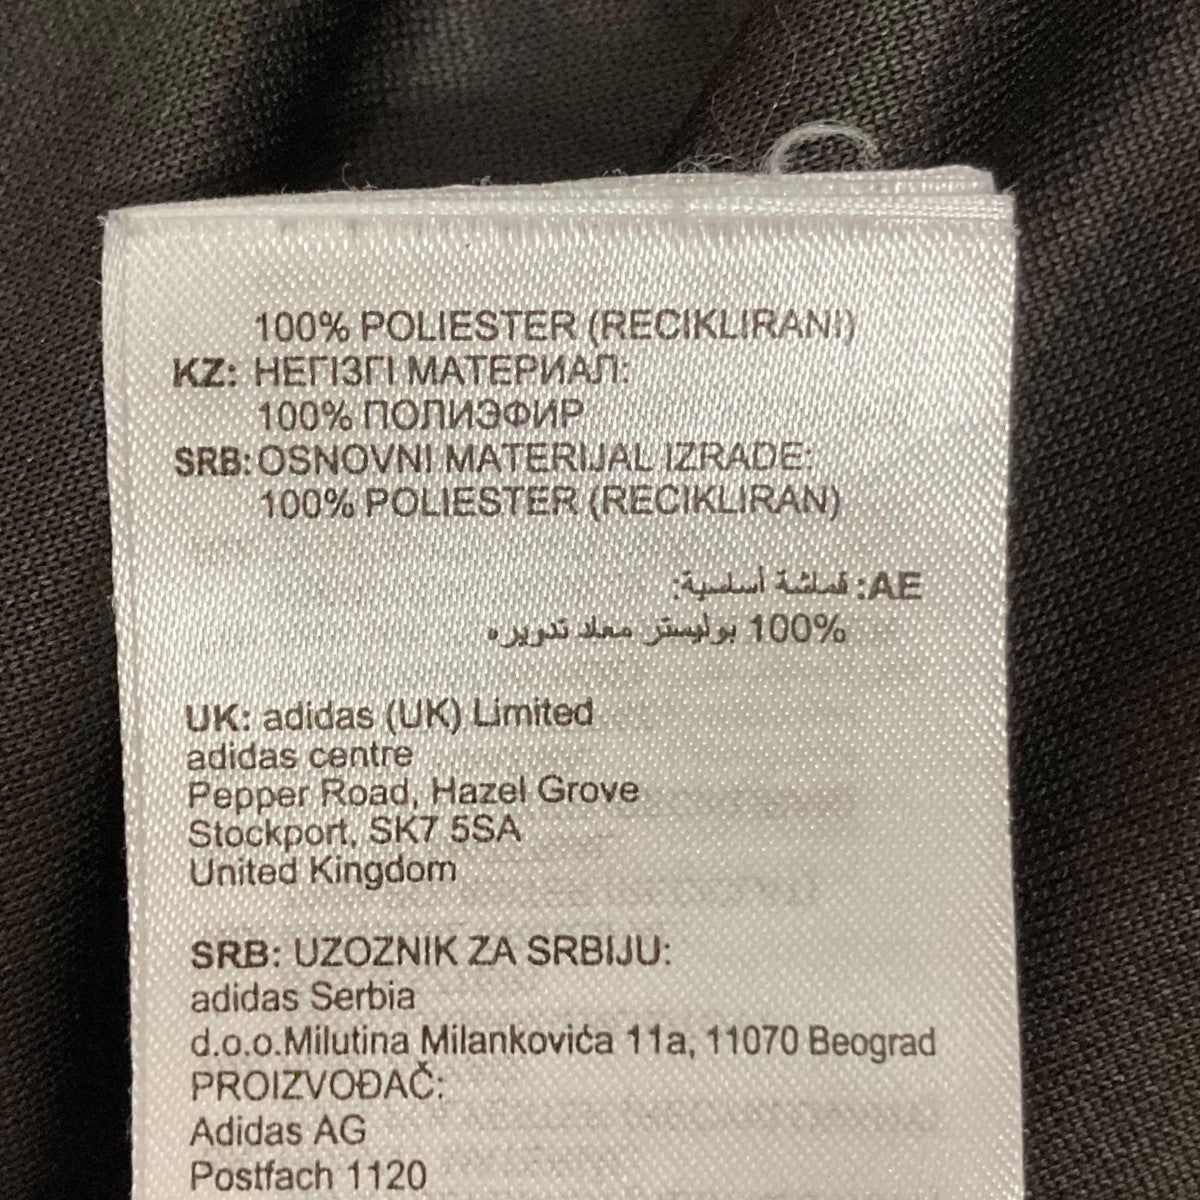 100% POLIESTER (RECIKLIRANI)
KZ: НЕГІЗГІ МАТЕРИАЛ:
100% ПОЛИЭФИР
SRB: OSNOVNI MATERIJAL IZRADE:
100% POLIESTER (RECIKLIRAN)
AE: قماشة أساسية:
100% بوليستر معاد تدويره
UK: adidas (UK) Limited
adidas centre
Pepper Road, Hazel Grove
Stockport, SK7 5SA
United Kingdom
SRB: UZOZNIK ZA SRBIJU:
adidas Serbia
d.o.o.Milutina Milankovića 11a, 11070 Beograd
PROIZVOĐAČ:
Adidas AG
Postfach 1120